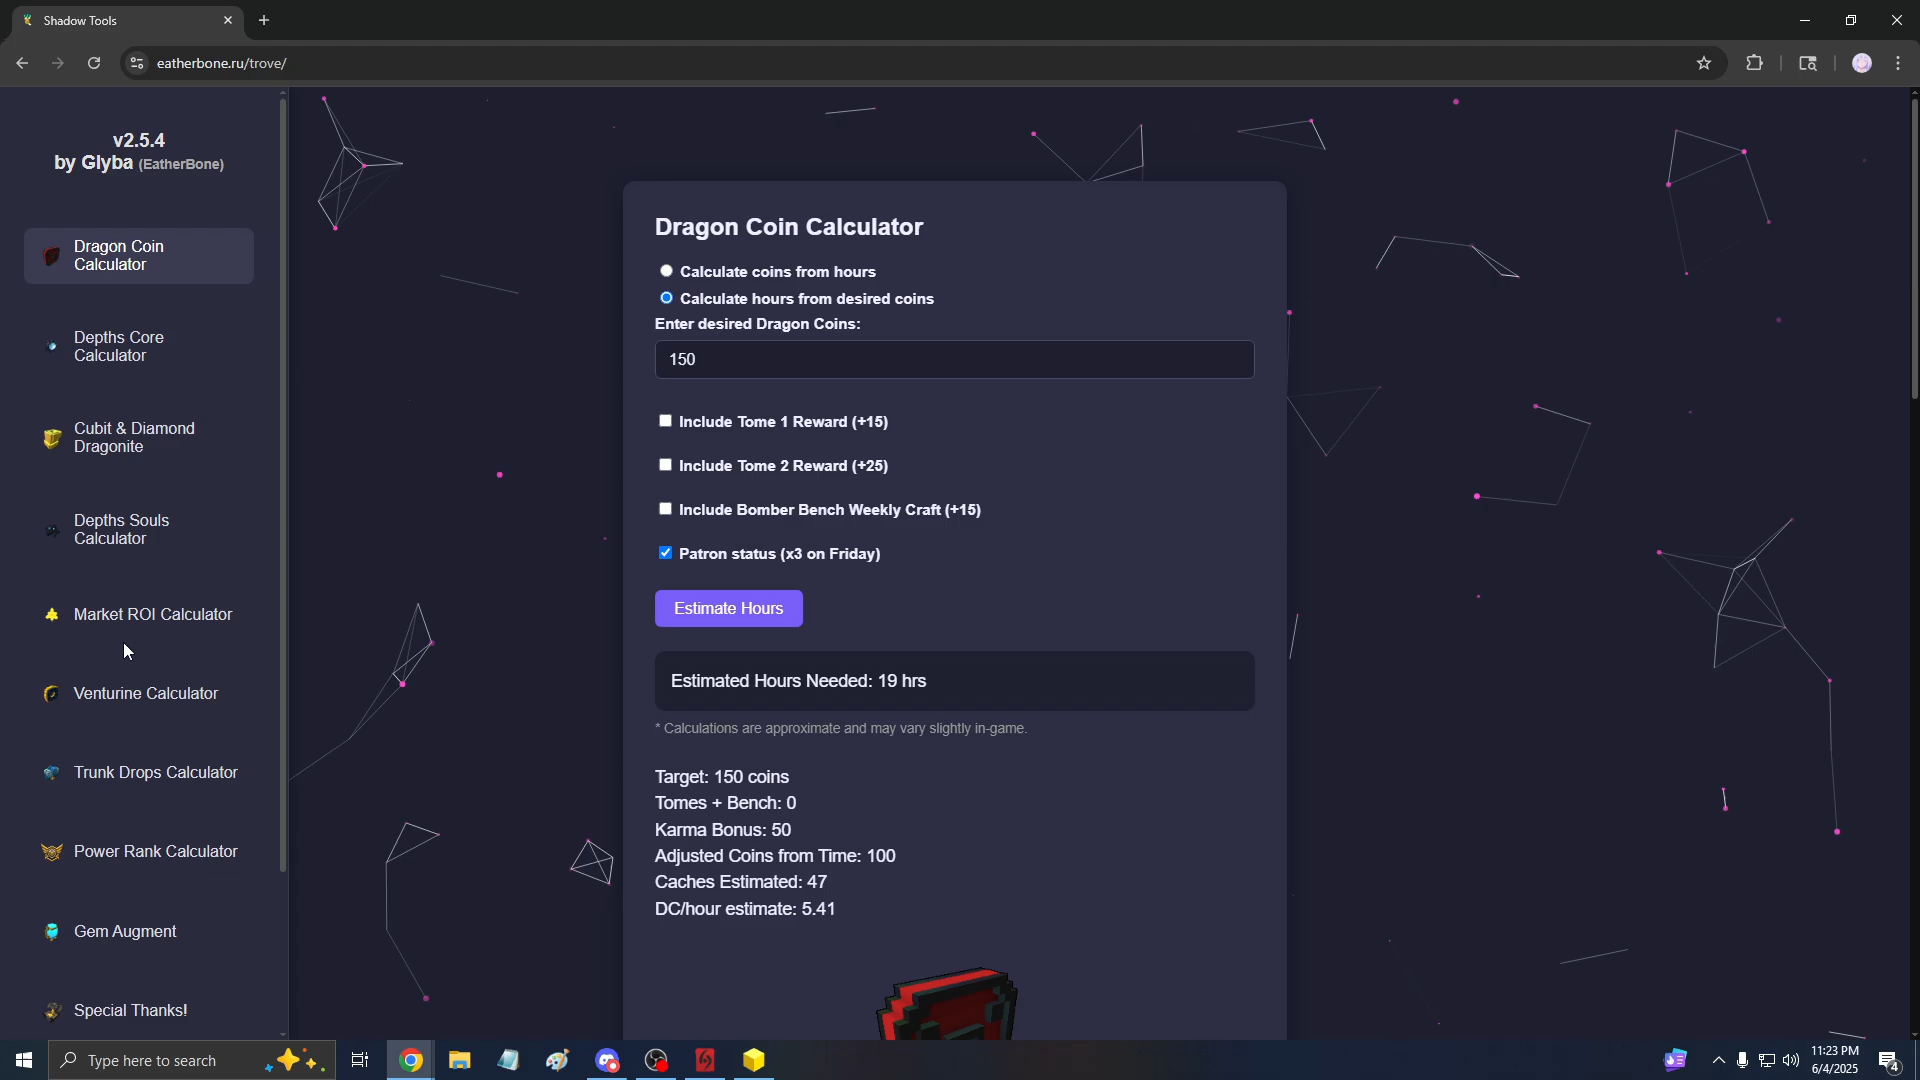 Shadow Tools
eatherbone.ru/trove/
v2.5.4
by Glyba (EatherBone)
Dragon Coin
Calculator
Depths Core
Calculator
Cubit & Diamond
Dragonite
Depths Souls
Calculator
Market ROI Calculator
Venturine Calculator
Trunk Drops Calculator
Power Rank Calculator
Gem Augment
Special Thanks!
Dragon Coin Calculator
Calculate coins from hours
Calculate hours from desired coins
Enter desired Dragon Coins:
150
Include Tome 1 Reward (+15)
Include Tome 2 Reward (+25)
Include Bomber Bench Weekly Craft (+15)
Patron status (x3 on Friday)
Estimate Hours
Estimated Hours Needed: 19 hrs
* Calculations are approximate and may vary slightly in-game.
Target: 150 coins
Tomes + Bench: 0
Karma Bonus: 50
Adjusted Coins from Time: 100
Caches Estimated: 47
DC/hour estimate: 5.41
Type here to search
11:23 PM
6/4/2025
4